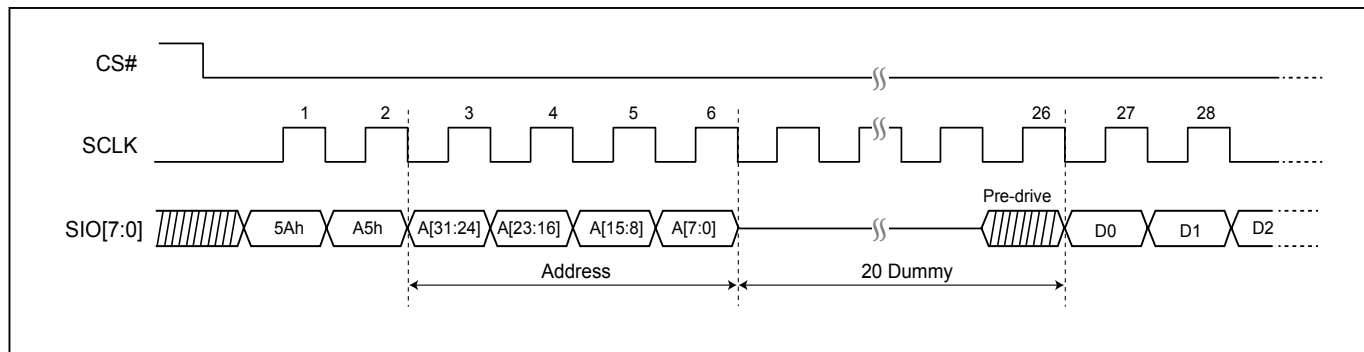 CS#
1 2 3 4 5 6 26 27 28
SCLK
Pre-drive
SIO[7:0] 5Ah A5h A[31:24] A[23:16] A[15:8] A[7:0] D0 D1 D2
Address 20 Dummy